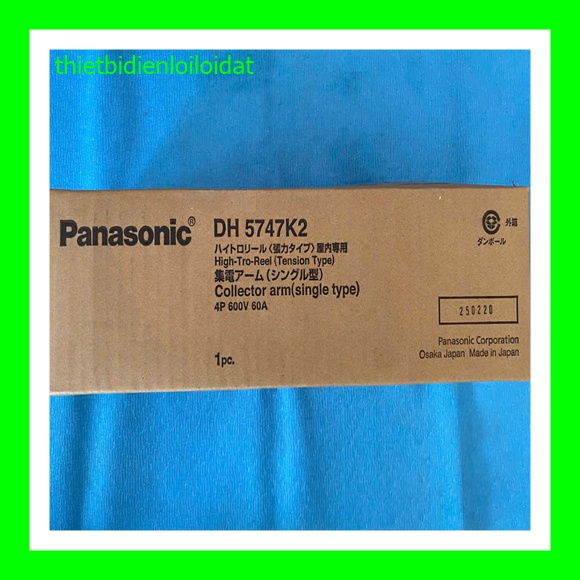 thietbidienloiloidat
Panasonic®
DH 5747K2
ハイトロリール〈張力タイプ〉屋内専用
High-Tro-Reel (Tension Type)
集電アーム(シングル型)
Collector arm(single type)
4P 600V 60A
1pc.
外箱
ダンボール
250220
Panasonic Corporation
Osaka Japan Made in Japan